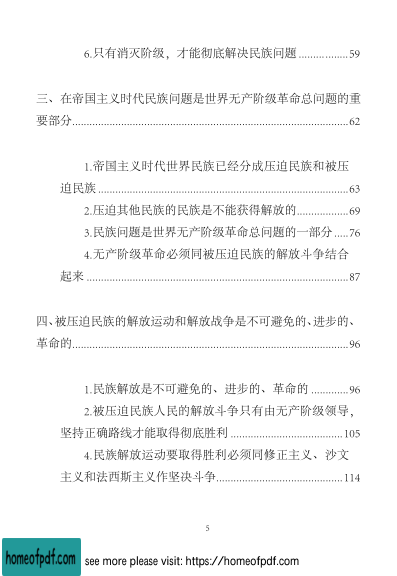 6.只有消灭阶级，才能彻底解决民族问题 ................. 59
三、在帝国主义时代民族问题是世界无产阶级革命总问题的重
要部分.......................................................................................... 62
1.帝国主义时代世界民族已经分成压迫民族和被压
迫民族 .................................................................................. 63
2.压迫其他民族的民族是不能获得解放的................. 69
3.民族问题是世界无产阶级革命总问题的一部分 ..... 76
4.无产阶级革命必须同被压迫民族的解放斗争结合
起来 ...................................................................................... 87
四、被压迫民族的解放运动和解放战争是不可避免的、进步的、
革命的.......................................................................................... 96
1.民族解放是不可避免的、进步的、革命的 ............. 96
2.被压迫民族人民的解放斗争只有由无产阶级领导，
坚持正确路线才能取得彻底胜利 ..................................... 105
4.民族解放运动要取得胜利必须同修正主义、沙文
主义和法西斯主义作坚决斗争.......................................... 114
5
homeofpdf.com see more please visit: https://homeofpdf.com